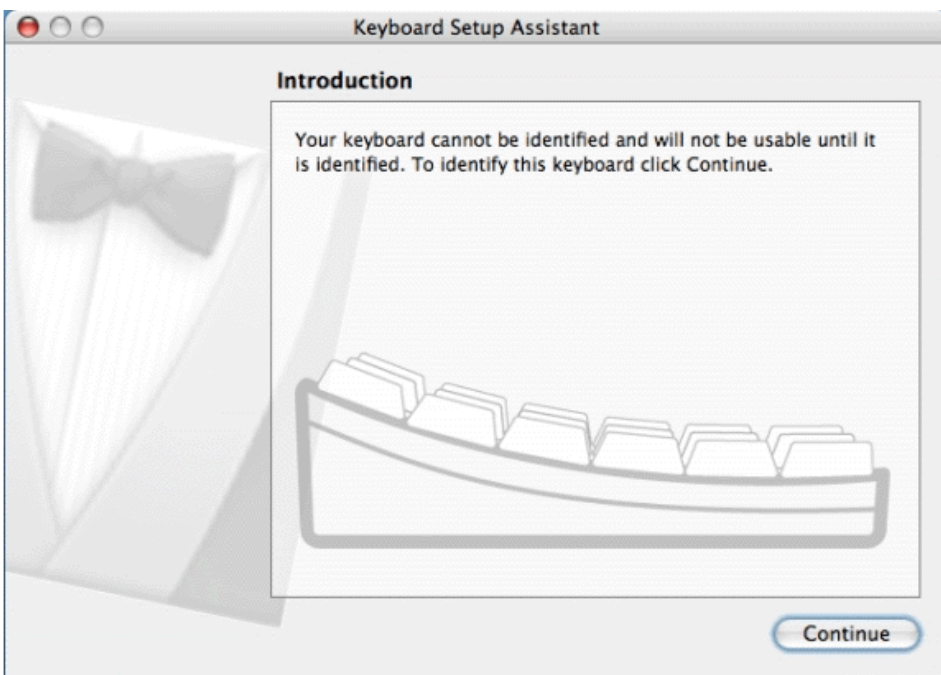 Keyboard Setup Assistant
Introduction
Your keyboard cannot be identified and will not be usable until it
is identified. To identify this keyboard click Continue.
Continue